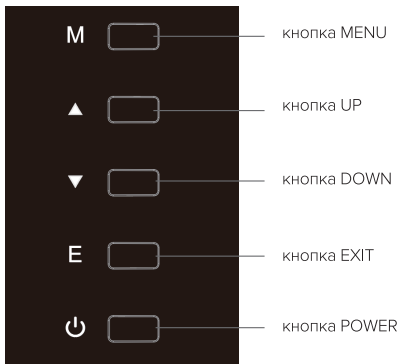 M кнопка MENU
▲ кнопка UP
▼ кнопка DOWN
E кнопка EXIT
⏻ кнопка POWER